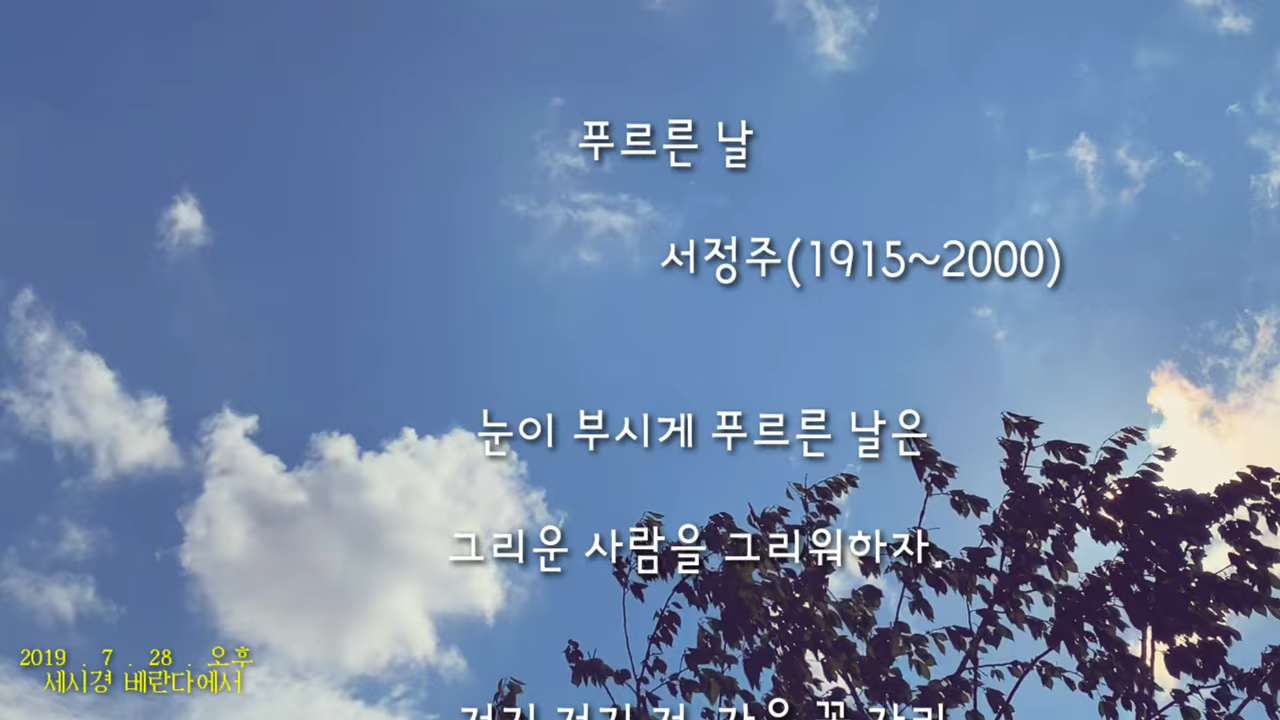 푸르른 날
서정주(1915~2000)
눈이 부시게 푸르른 날은
그리운 사람을 그리워하자.
2019 . 7 . 28 . 오후
세시경 베란다에서